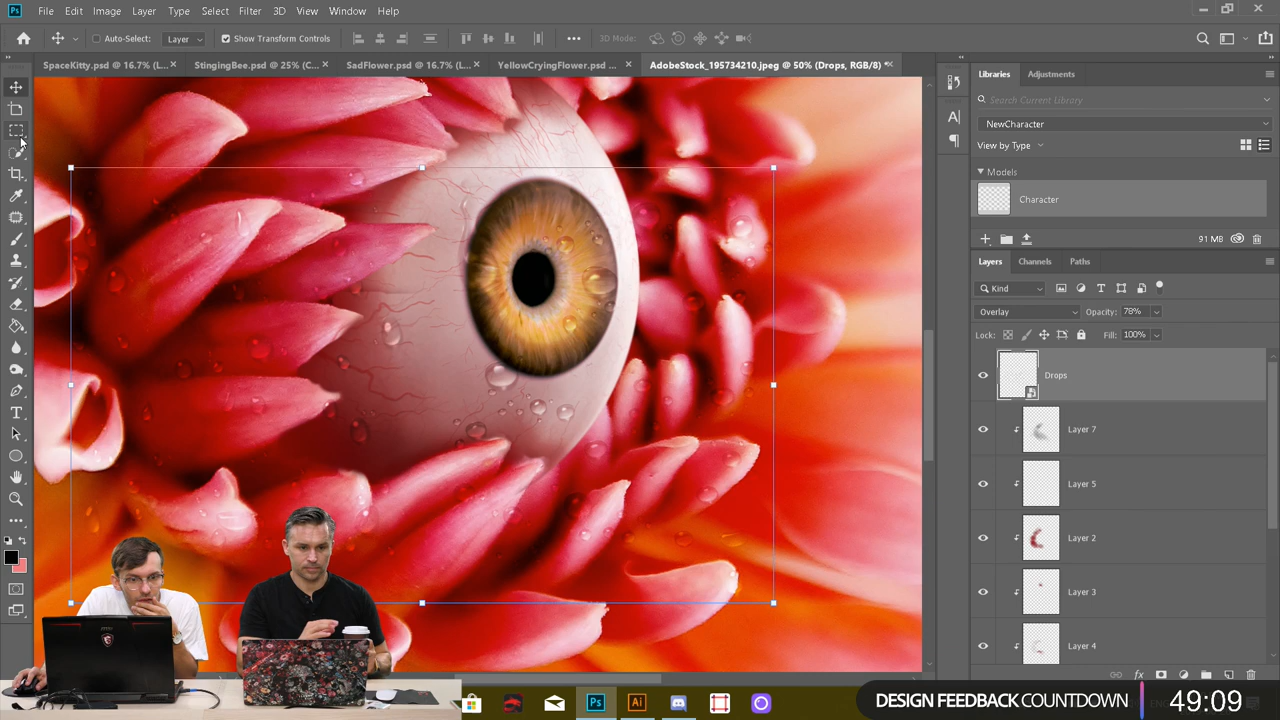 Ps File Edit Image Layer Type Select Filter 3D View Window Help
Auto-Select: Layer Show Transform Controls 3D Mode:
SpaceKitty.psd @ 16.7% (L... StingingBee.psd @ 25% (C... SadFlower.psd @ 16.7% (L... YellowCryingFlower.psd ... AdobeStock_195734210.jpeg @ 50% (Drops, RGB/8) *
Libraries Adjustments
Search Current Library
NewCharacter
View by Type
Models
Character
91 MB
Layers Channels Paths
Kind
Overlay Opacity: 78%
Lock: Fill: 100%
Drops
Layer 7
Layer 5
Layer 2
Layer 3
Layer 4
Ps Ai
DESIGN FEEDBACK COUNTDOWN 49:09